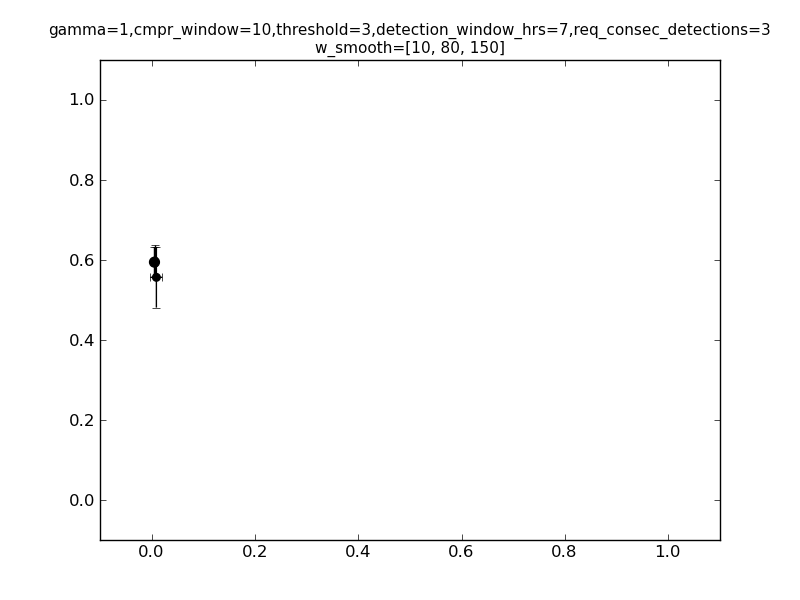 gamma=1,cmpr_window=10,threshold=3,detection_window_hrs=7,req_consec_detections=3
w_smooth=[10, 80, 150]
1.0
0.8
0.6
0.4
0.2
0.0
0.0 0.2 0.4 0.6 0.8 1.0